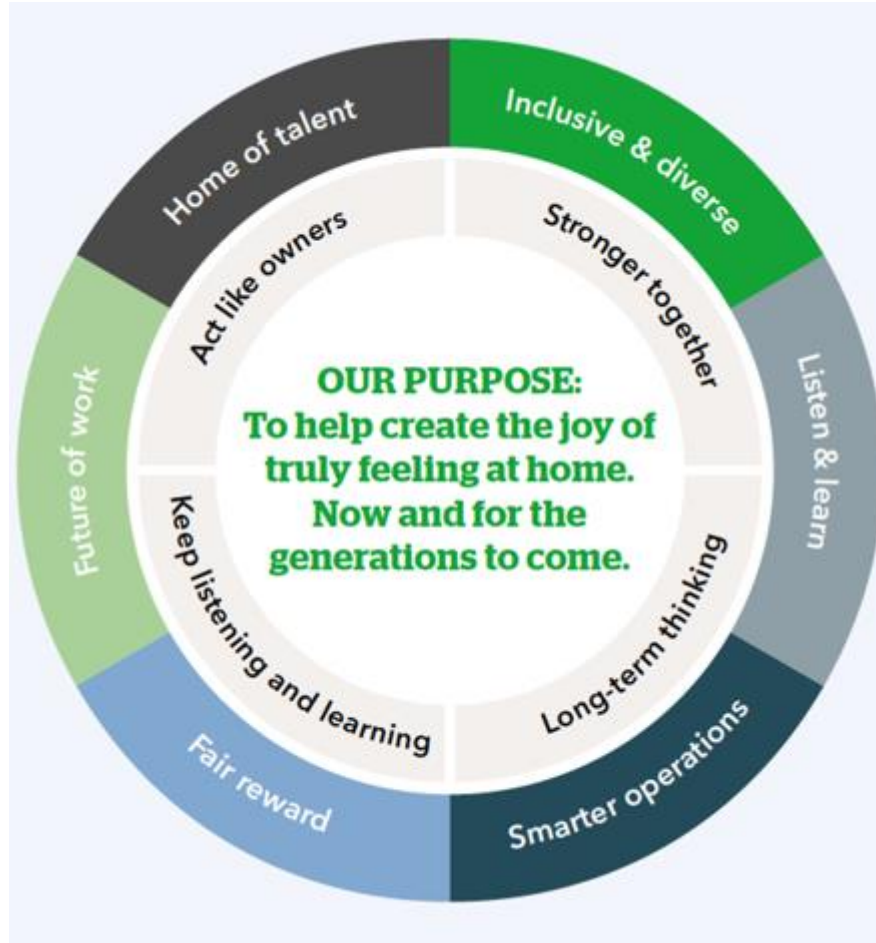 Home of talent
Inclusive & diverse
Listen & learn
Smarter operations
Fair reward
Future of work
Act like owners
Stronger together
Long-term thinking
Keep listening and learning
OUR PURPOSE:
To help create the joy of
truly feeling at home.
Now and for the
generations to come.